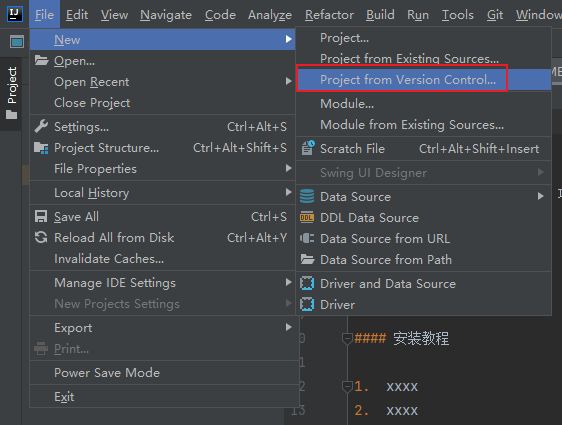 IJ File Edit View Navigate Code Analyze Refactor Build Run Tools Git Window
Project
New
Open...
Open Recent
Close Project
Settings... Ctrl+Alt+S
Project Structure... Ctrl+Alt+Shift+S
File Properties
Local History
Save All Ctrl+S
Reload All from Disk Ctrl+Alt+Y
Invalidate Caches...
Manage IDE Settings
New Projects Settings
Export
Print...
Power Save Mode
Exit
Project...
Project from Existing Sources...
Project from Version Control...
Module...
Module from Existing Sources...
Scratch File Ctrl+Alt+Shift+Insert
Swing UI Designer
Data Source
DDL Data Source
Data Source from URL
Data Source from Path
Driver and Data Source
Driver
#### 安装教程
1. xxxx
13 2. xxxx